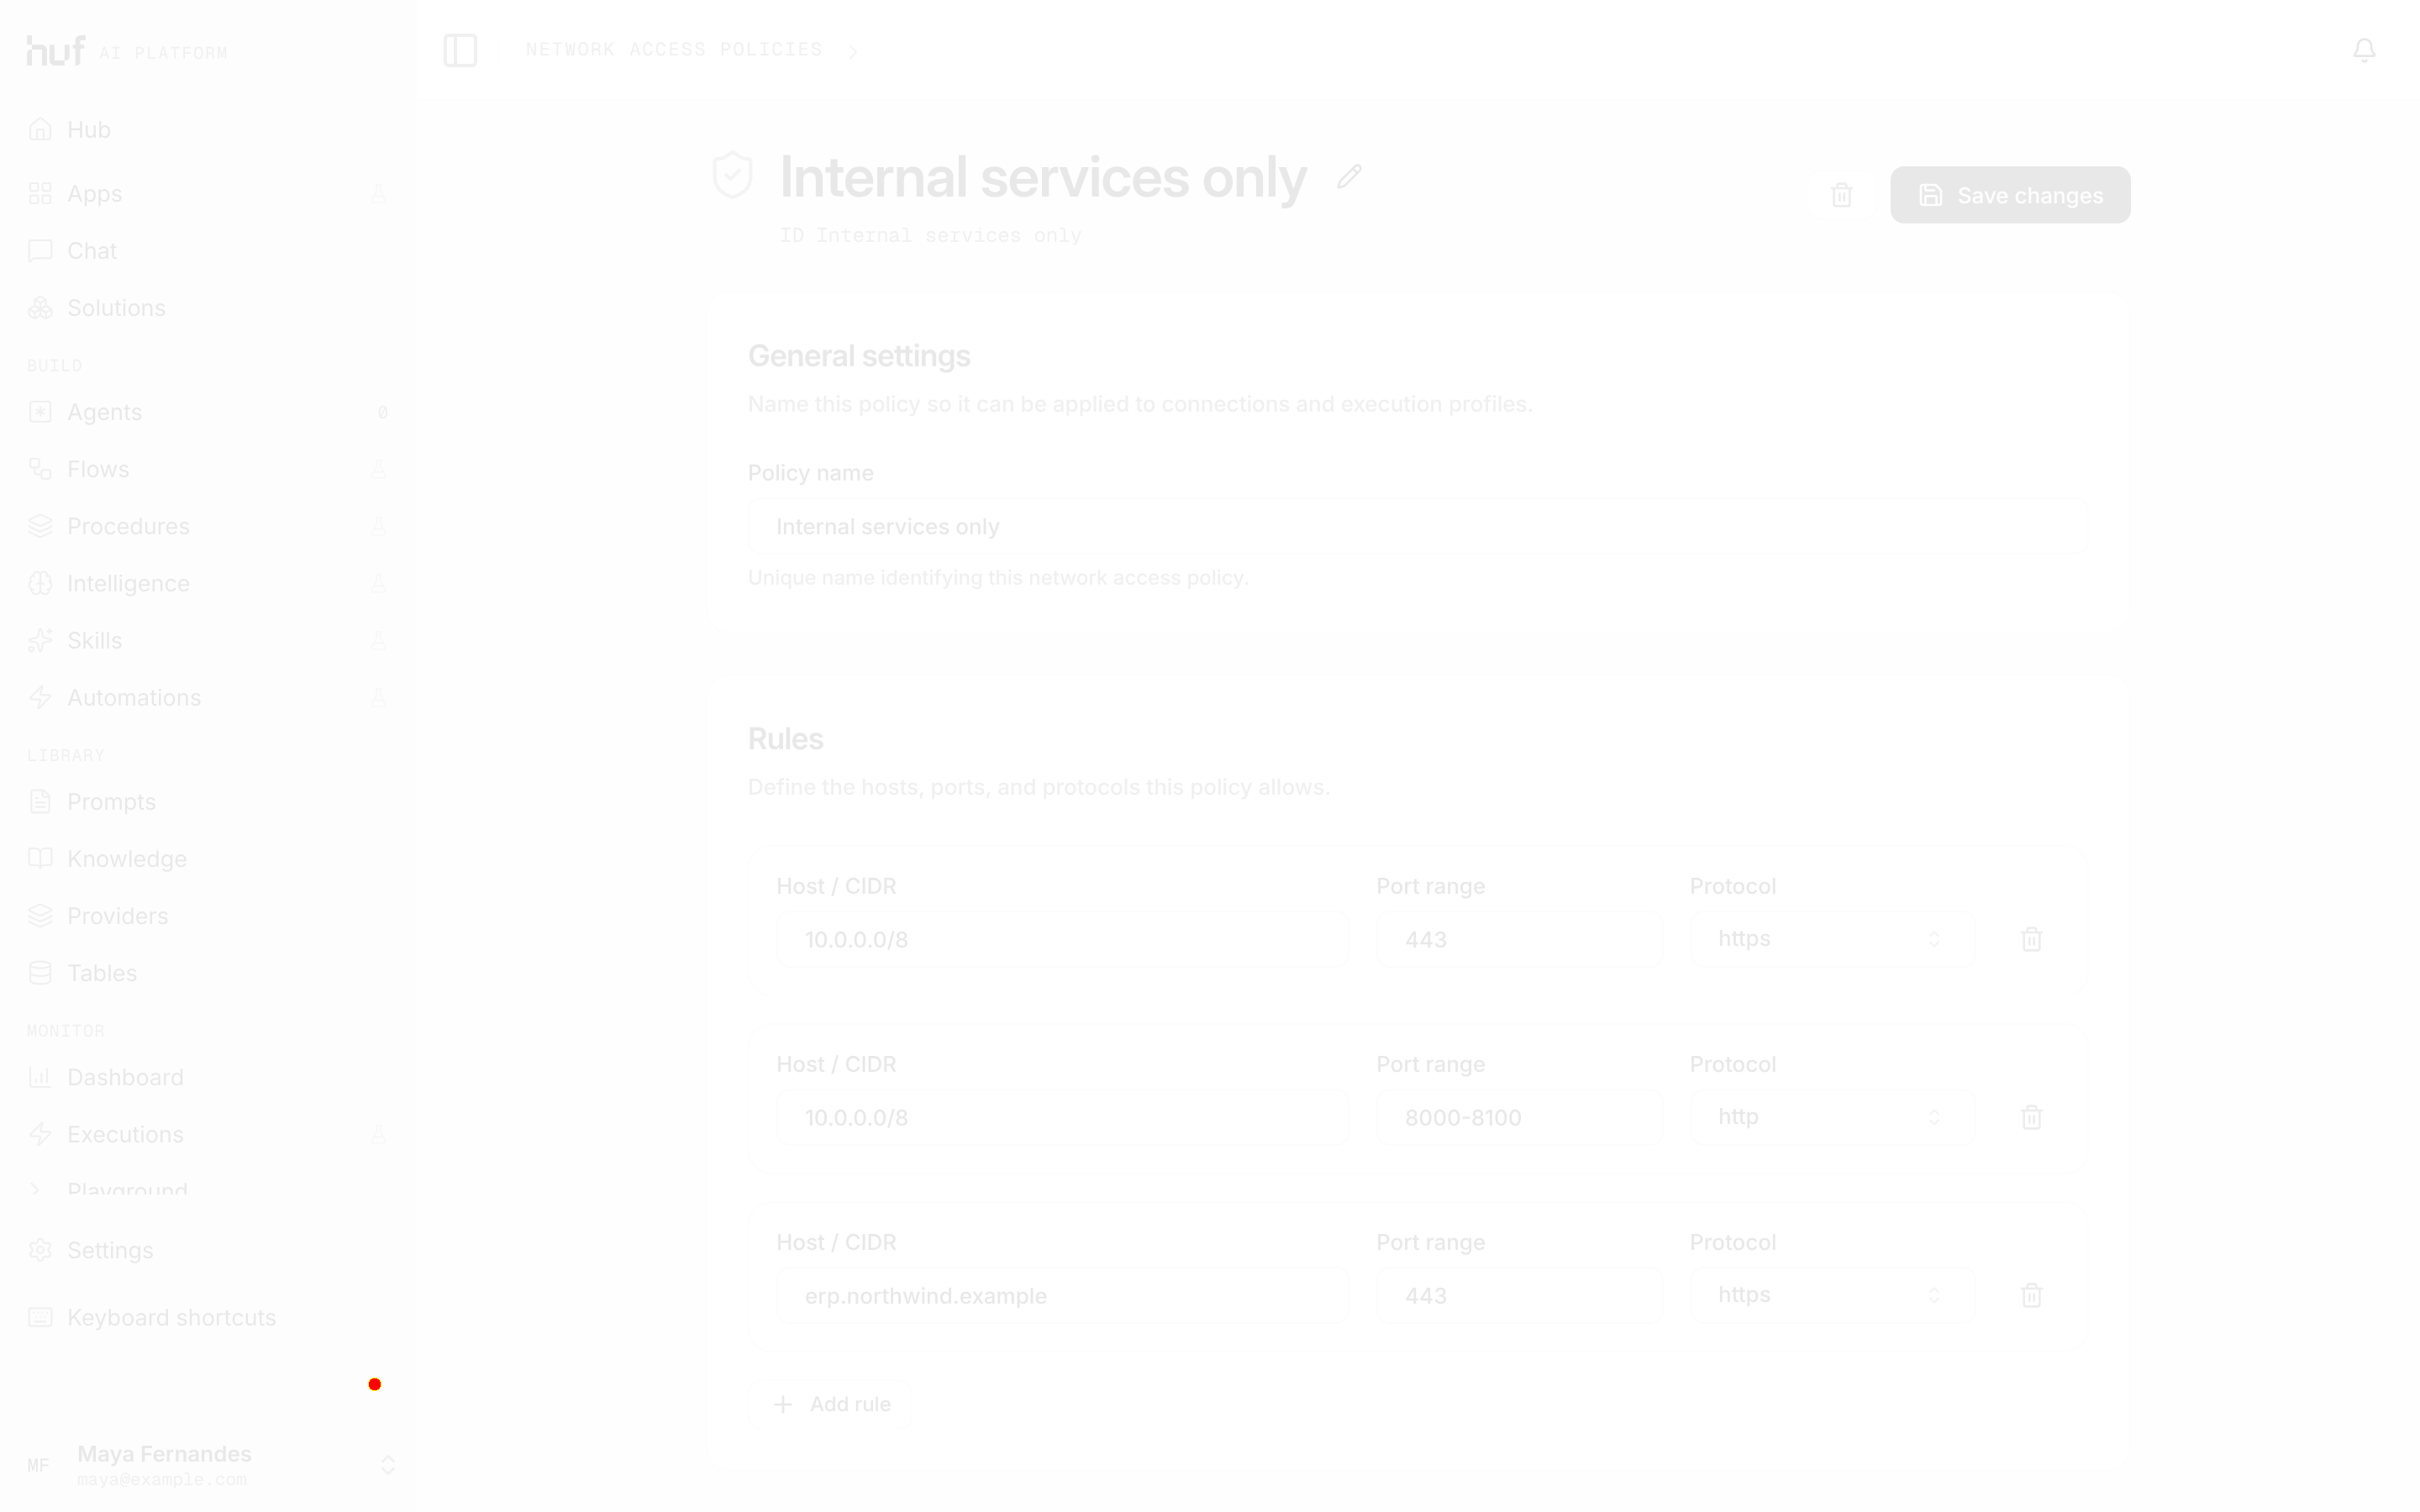 huf AI PLATFORM
Hub
Apps
Chat
Solutions
BUILD
Agents 0
Flows
Procedures
Intelligence
Skills
Automations
LIBRARY
Prompts
Knowledge
Providers
Tables
MONITOR
Dashboard
Executions
Playground
Settings
Keyboard shortcuts
MF Maya Fernandes
maya@example.com
NETWORK ACCESS POLICIES
Internal services only
ID Internal services only
Save changes
General settings
Name this policy so it can be applied to connections and execution profiles.
Policy name
Internal services only
Unique name identifying this network access policy.
Rules
Define the hosts, ports, and protocols this policy allows.
Host / CIDR Port range Protocol
10.0.0.0/8 443 https
Host / CIDR Port range Protocol
10.0.0.0/8 8000-8100 http
Host / CIDR Port range Protocol
erp.northwind.example 443 https
Add rule